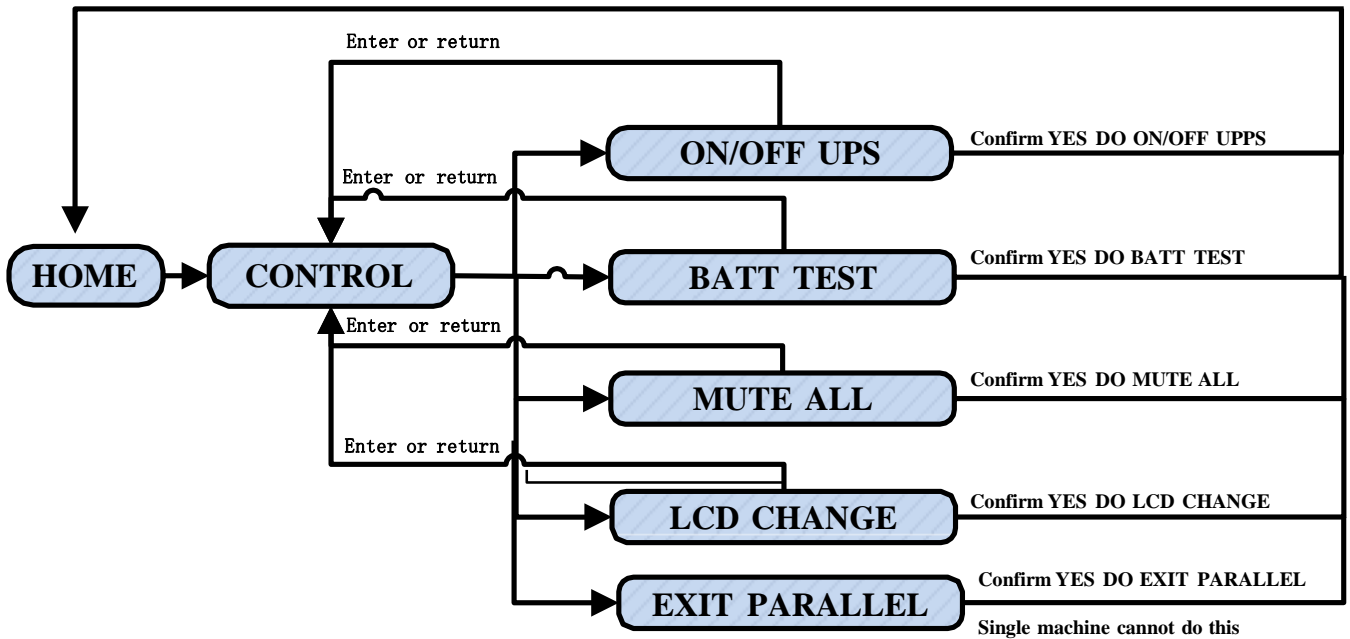 Enter or return
ON/OFF UPS
Confirm YES DO ON/OFF UPPS
Enter or return
HOME
CONTROL
BATT TEST
Confirm YES DO BATT TEST
Enter or return
MUTE ALL
Confirm YES DO MUTE ALL
Enter or return
LCD CHANGE
Confirm YES DO LCD CHANGE
EXIT PARALLEL
Confirm YES DO EXIT PARALLEL
Single machine cannot do this